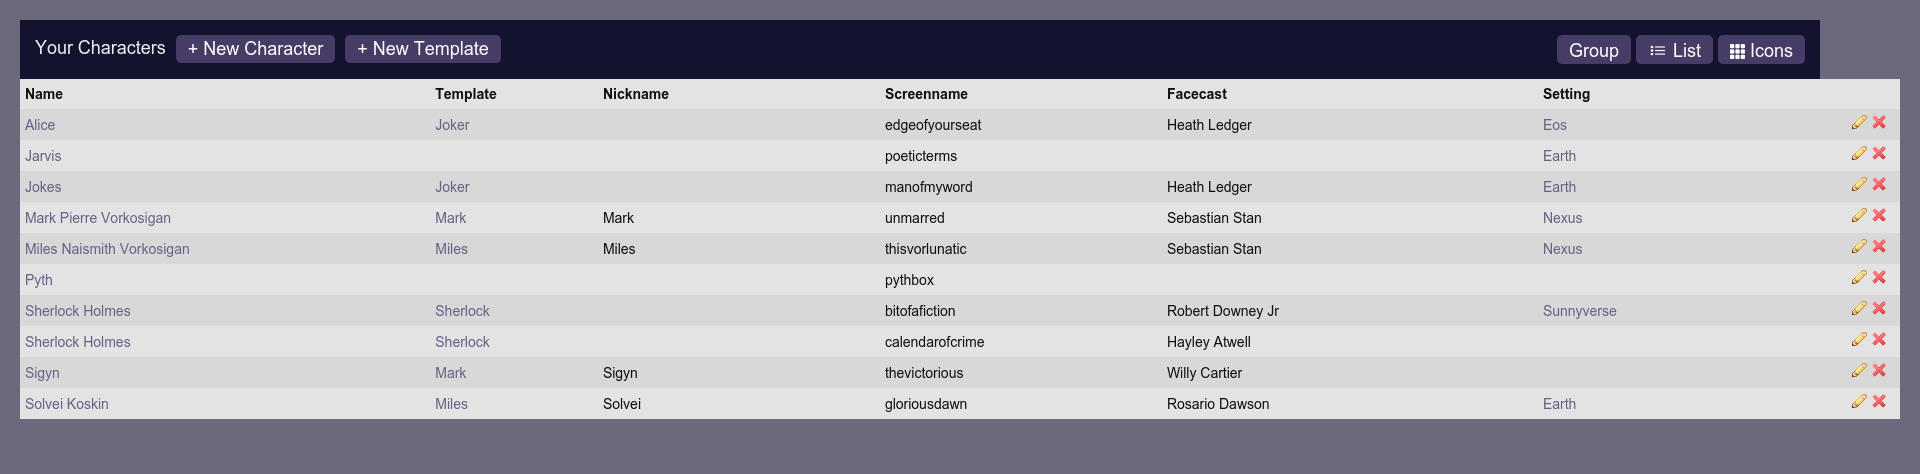 Your Characters + New Character + New Template Group List Icons
Name Template Nickname Screenname Facecast Setting
Alice Joker edgeofyourseat Heath Ledger Eos
Jarvis poeticterms Earth
Jokes Joker manofmyword Heath Ledger Earth
Mark Pierre Vorkosigan Mark Mark unmarred Sebastian Stan Nexus
Miles Naismith Vorkosigan Miles Miles thisvorlunatic Sebastian Stan Nexus
Pyth pythbox
Sherlock Holmes Sherlock bitofafiction Robert Downey Jr Sunnyverse
Sherlock Holmes Sherlock calendarofcrime Hayley Atwell
Sigyn Mark Sigyn thevictorious Willy Cartier
Solvei Koskin Miles Solvei gloriousdawn Rosario Dawson Earth